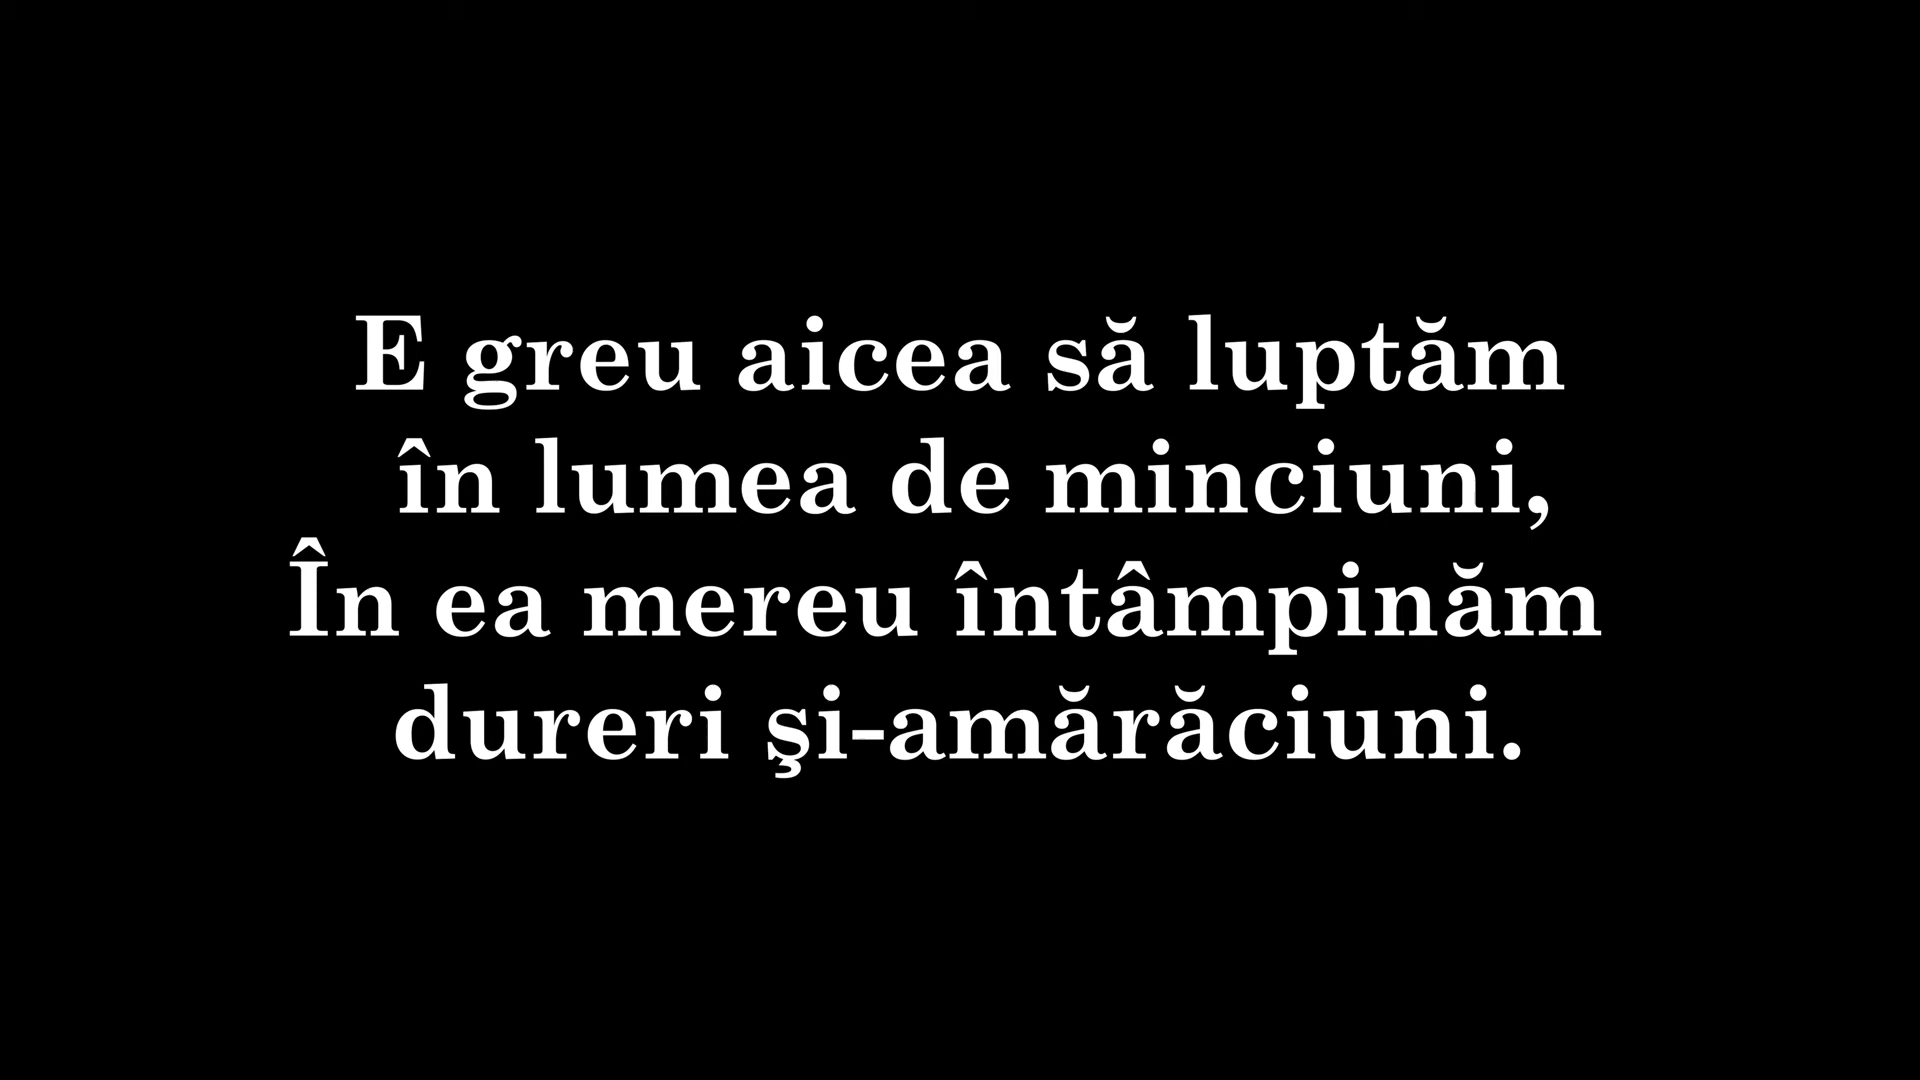 E greu aicea să luptăm
în lumea de minciuni,
În ea mereu întâmpinăm
dureri şi-amărăciuni.